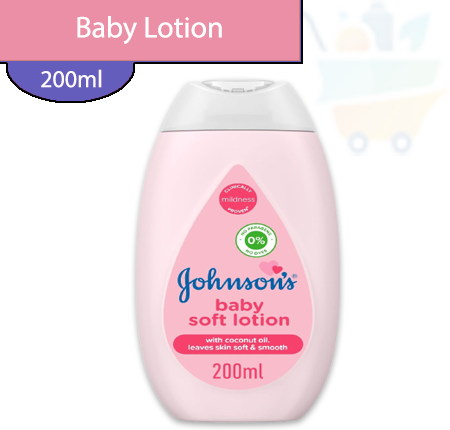 Baby Lotion
200ml
CLINICALLY
mildness
PROVEN
NO PARABENS
0%
NO DYES
Johnson's®
baby
soft lotion
with coconut oil.
leaves skin soft & smooth
200ml